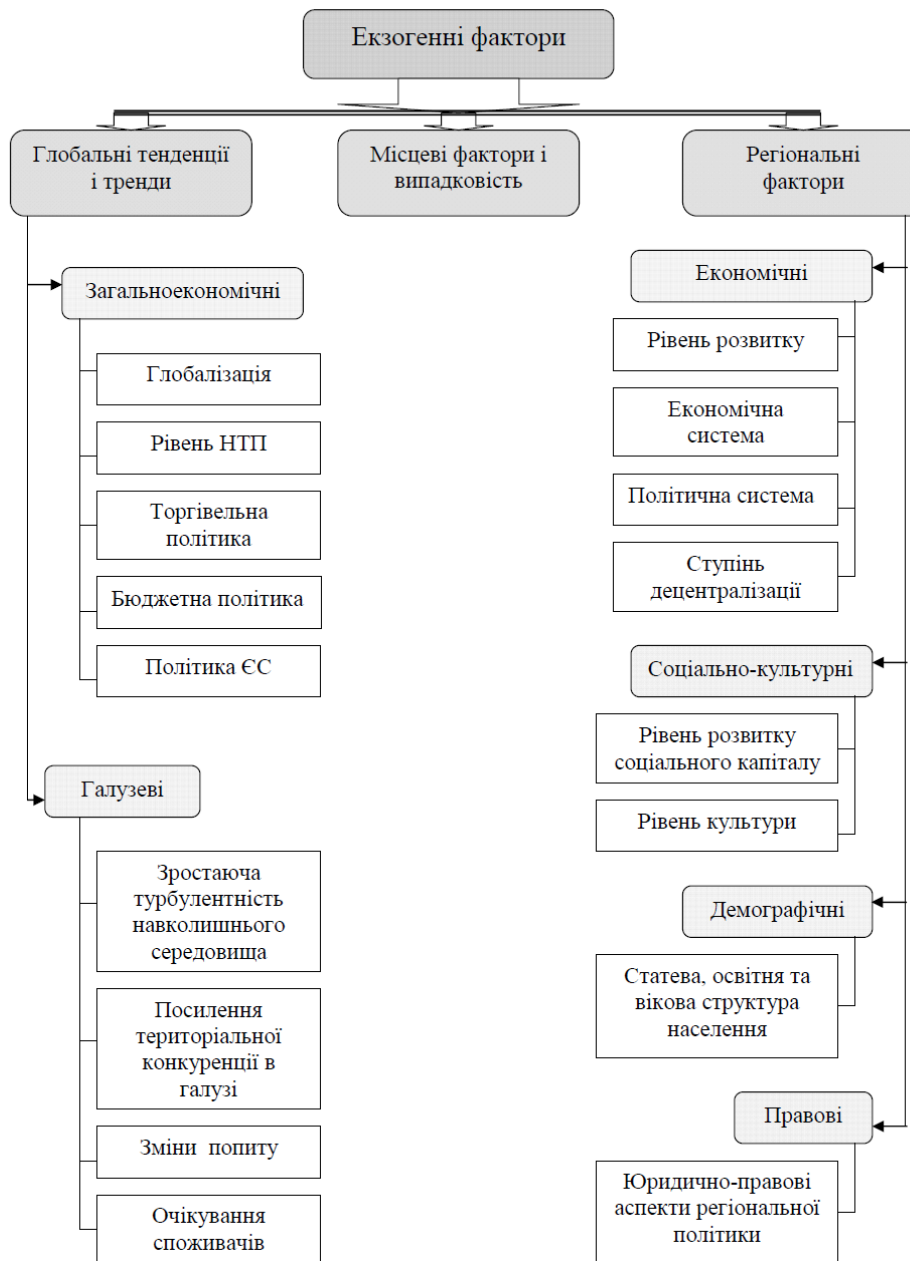 Екзогенні фактори
Глобальні тенденції
і тренди
Місцеві фактори і
випадковість
Регіональні
фактори
Загальноекономічні
Глобалізація
Рівень НТП
Торгівельна
політика
Бюджетна політика
Політика ЄС
Галузеві
Зростаюча
турбулентність
навколишнього
середовища
Посилення
територіальної
конкуренції в
галузі
Зміни попиту
Очікування
споживачів
Економічні
Рівень розвитку
Економічна
система
Політична система
Ступінь
децентралізації
Соціально-культурні
Рівень розвитку
соціального капіталу
Рівень культури
Демографічні
Статева, освітня та
вікова структура
населення
Правові
Юридично-правові
аспекти регіональної
політики